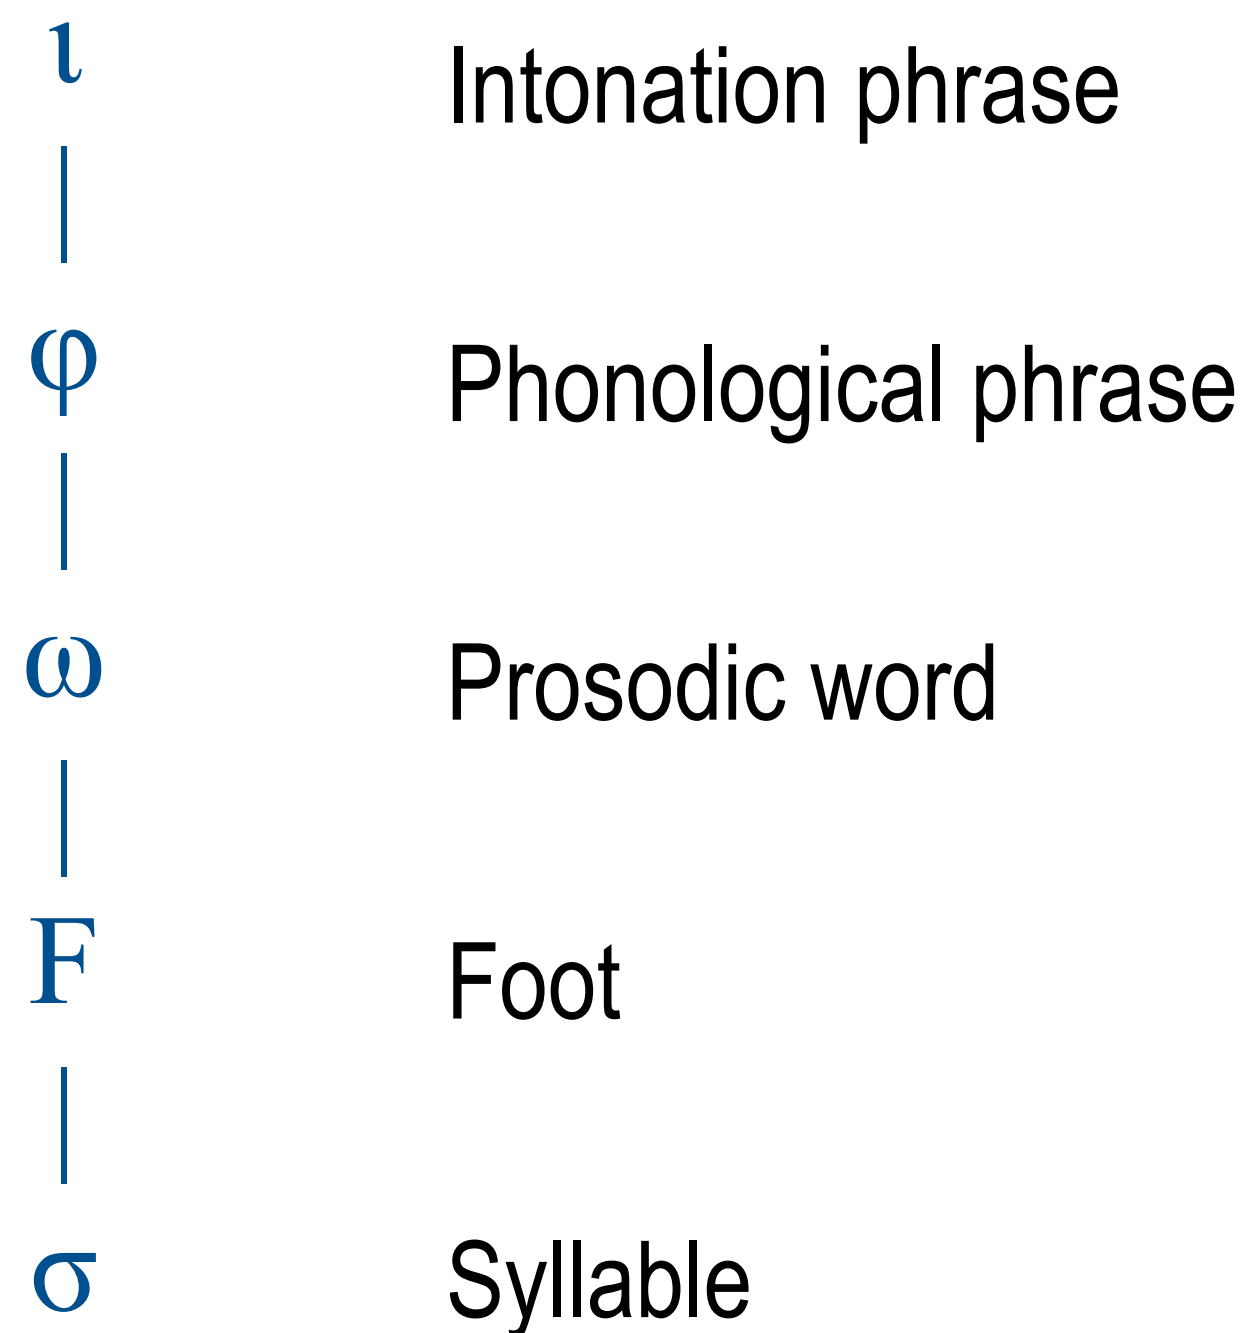 ι Intonation phrase
φ Phonological phrase
ω Prosodic word
F Foot
σ Syllable